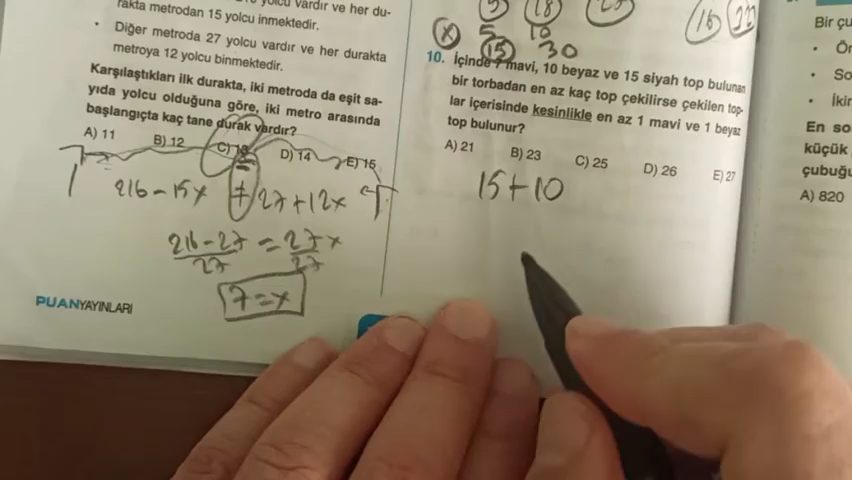 yolcu vardır ve her du-
rakta metrodan 15 yolcu inmektedir.
• Diğer metroda 27 yolcu vardır ve her durakta
metroya 12 yolcu binmektedir.
Karşılaştıkları ilk durakta, iki metroda da eşit sa-
yıda yolcu olduğuna göre, iki metro arasında
başlangıçta kaç tane durak vardır?
A) 11 B) 12 C) 13 D) 14 E) 15
216 - 15x = 27 + 12x
216 - 27 = 27x
27 27
7 = x
PUANYAYINLARI
5 18
x 5 10 16 22
15 30
10. İçinde 7 mavi, 10 beyaz ve 15 siyah top bulunan
bir torbadan en az kaç top çekilirse çekilen top-
lar içerisinde kesinlikle en az 1 mavi ve 1 beyaz
top bulunur?
A) 21 B) 23 C) 25 D) 26 E) 27
15 + 10
Bir çu
• Ön
• So
• İkin
En so
küçük
çubuğu
A) 820